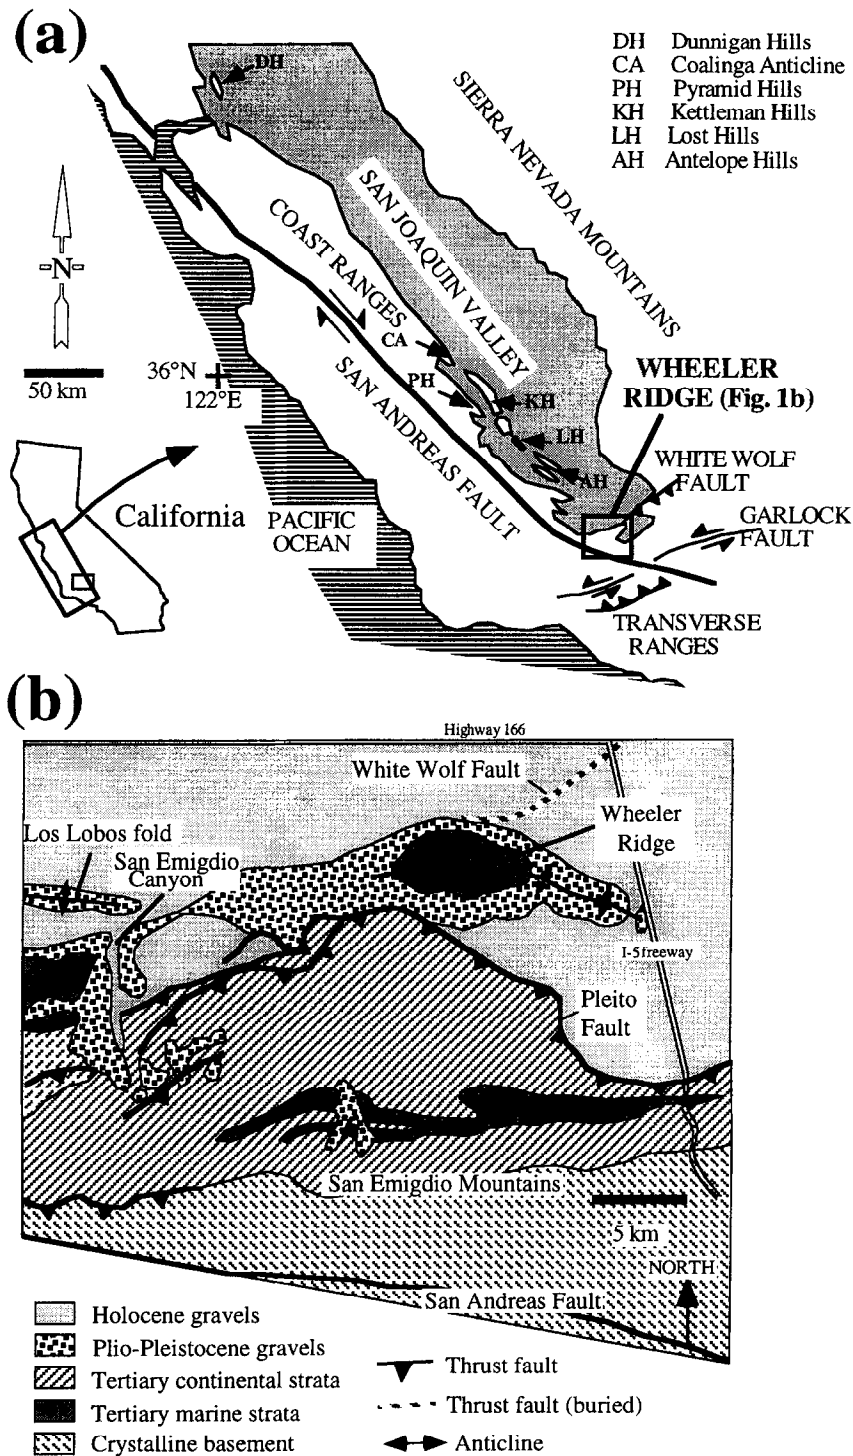 (a)
DH
DH Dunnigan Hills
CA Coalinga Anticline
PH Pyramid Hills
KH Kettleman Hills
LH Lost Hills
AH Antelope Hills
SIERRA NEVADA MOUNTAINS
SAN JOAQUIN VALLEY
COAST RANGES
N
CA
SAN ANDREAS FAULT
PH
KH
LH
AH
50 km
36°N
122°E
WHEELER
RIDGE (Fig. 1b)
WHITE WOLF
FAULT
GARLOCK
FAULT
California
PACIFIC
OCEAN
TRANSVERSE
RANGES
(b)
Highway 166
White Wolf Fault
Wheeler
Ridge
Los Lobos fold
San Emigdio
Canyon
I-5 freeway
Pleito
Fault
San Emigdio Mountains
5 km
NORTH
San Andreas Fault
Holocene gravels
Plio-Pleistocene gravels
Tertiary continental strata
Tertiary marine strata
Crystalline basement
Thrust fault
Thrust fault (buried)
Anticline